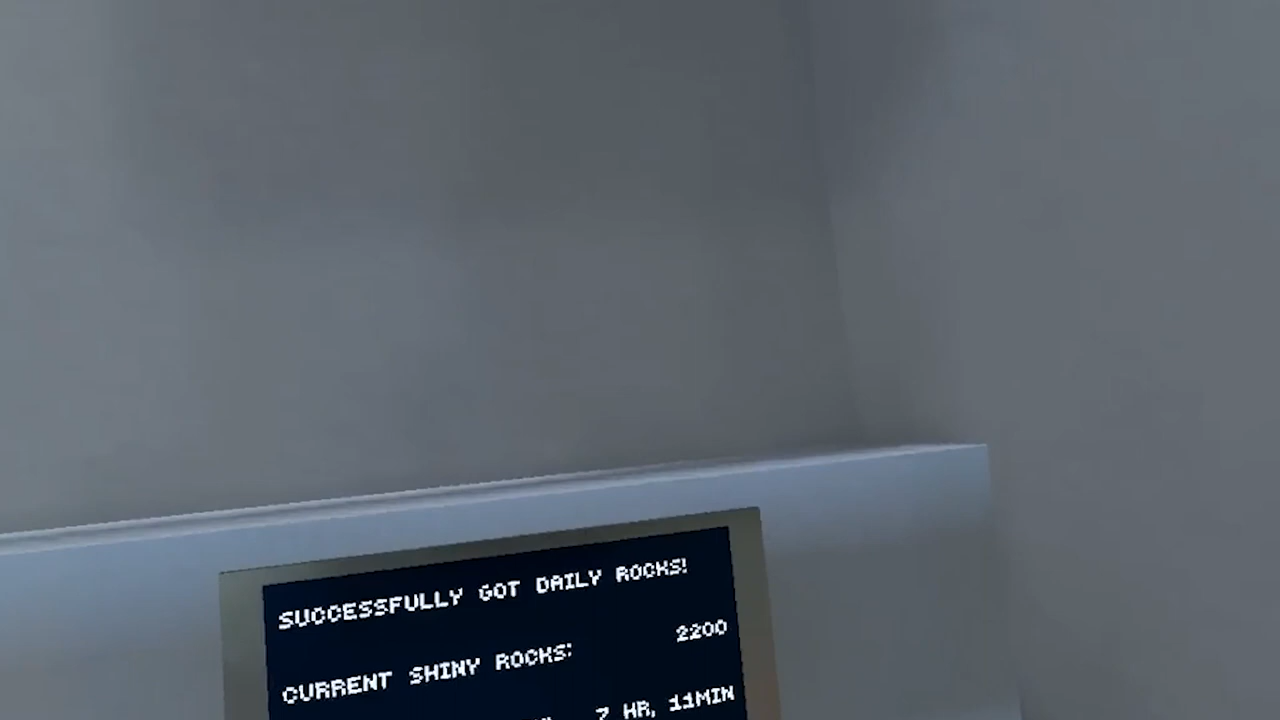 SUCCESSFULLY GOT DAILY ROCKS!
CURRENT SHINY ROCKS: 2200
7 HR, 11MIN